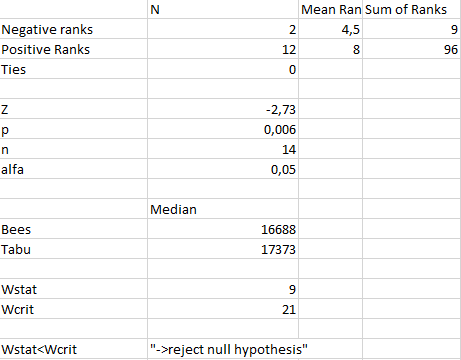 N Mean Ran Sum of Ranks
Negative ranks 2 4,5 9
Positive Ranks 12 8 96
Ties 0
Z -2,73
p 0,006
n 14
alfa 0,05
Median
Bees 16688
Tabu 17373
Wstat 9
Wcrit 21
Wstat<Wcrit "->reject null hypothesis"